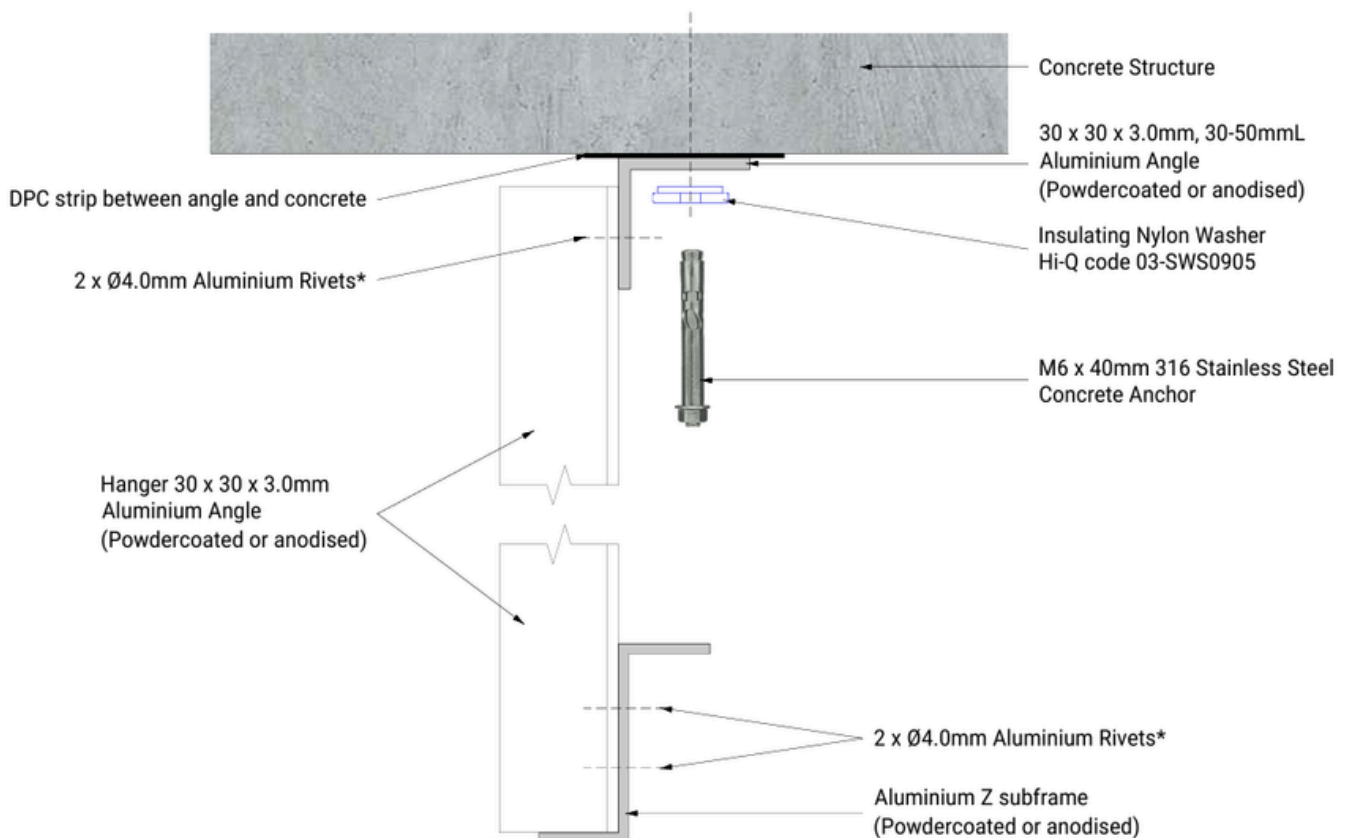 Concrete Structure
30 x 30 x 3.0mm, 30-50mmL
Aluminium Angle
(Powdercoated or anodised)
DPC strip between angle and concrete
Insulating Nylon Washer
Hi-Q code 03-SWS0905
2 x Ø4.0mm Aluminium Rivets*
M6 x 40mm 316 Stainless Steel
Concrete Anchor
Hanger 30 x 30 x 3.0mm
Aluminium Angle
(Powdercoated or anodised)
2 x Ø4.0mm Aluminium Rivets*
Aluminium Z subframe
(Powdercoated or anodised)